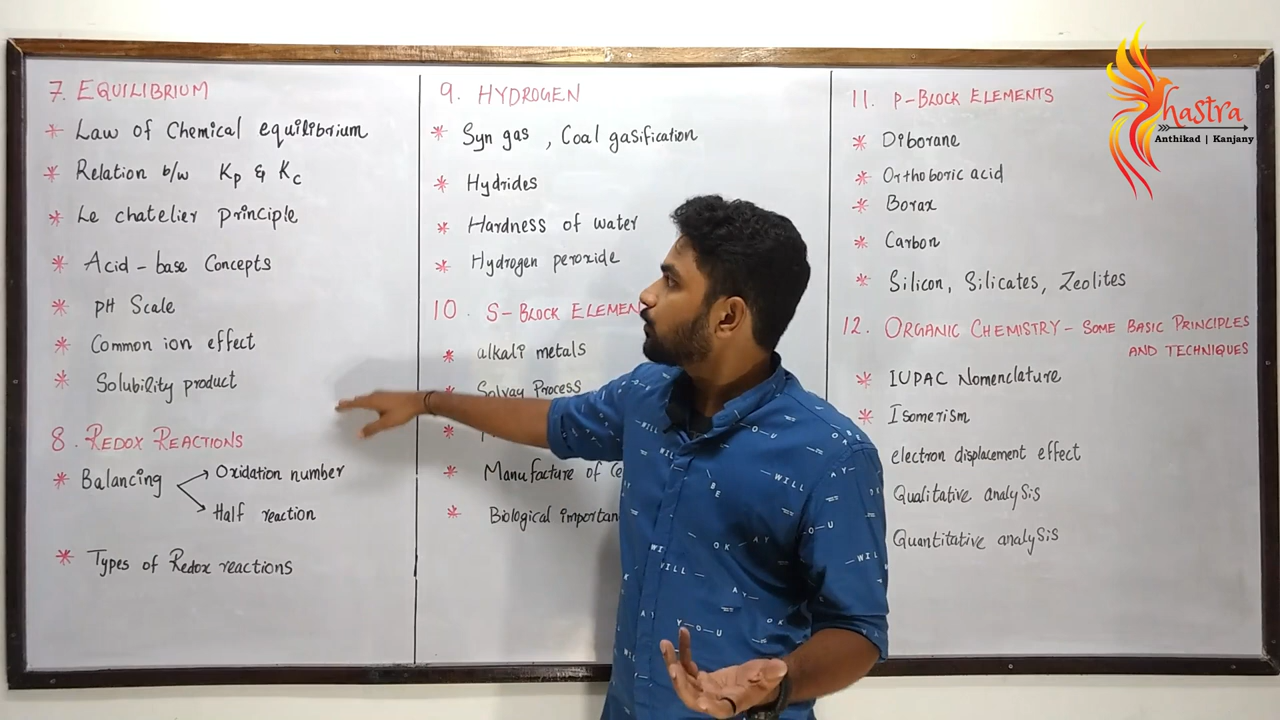 7. EQUILIBRIUM
* Law of Chemical equilibrium
* Relation b/w Kp & Kc
* Le chatelier principle
* Acid - base Concepts
* pH Scale
* Common ion effect
* Solubility product
8. REDOX REACTIONS
* Balancing → Oxidation number
→ Half reaction
* Types of Redox reactions
9. HYDROGEN
* Syn gas , Coal gasification
* Hydrides
* Hardness of water
* Hydrogen peroxide
10. S- BLOCK ELEMEN
* alkali metals
* Solvay Process
*
* Manufacture of Ce
* Biological importan
11. P-BLOCK ELEMENTS
* Diborane
* Orthoboric acid
* Borax
* Carbon
* Silicon, Silicates, Zeolites
12. ORGANIC CHEMISTRY - SOME BASIC PRINCIPLES
AND TECHNIQUES
* IUPAC Nomenclature
* Isomerism
electron displacement effect
Qualitative analysis
Quantitative analysis
hastra
Anthikad | Kanjany
WILL
YOU